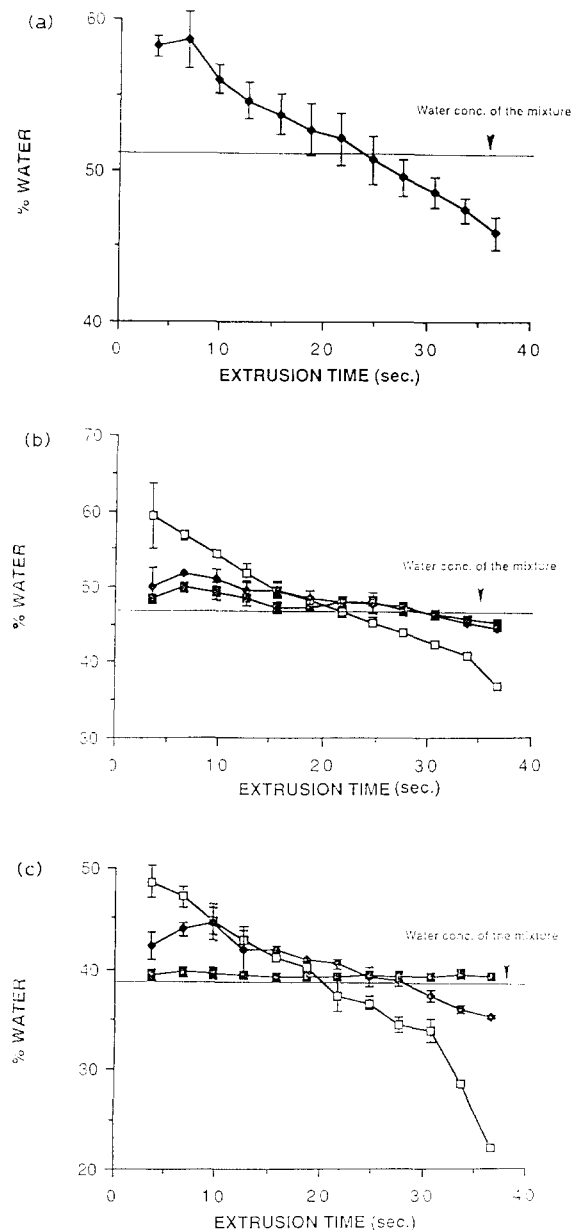 (a)
60
Water conc. of the mixture
50
% WATER
40
0 10 20 30 40
EXTRUSION TIME (sec.)
(b)
70
60
Water conc. of the mixture
50
% WATER
40
30
0 10 20 30 40
EXTRUSION TIME (sec.)
(c)
50
Water conc. of the mixture
40
% WATER
30
20
0 10 20 30 40
EXTRUSION TIME (sec.)